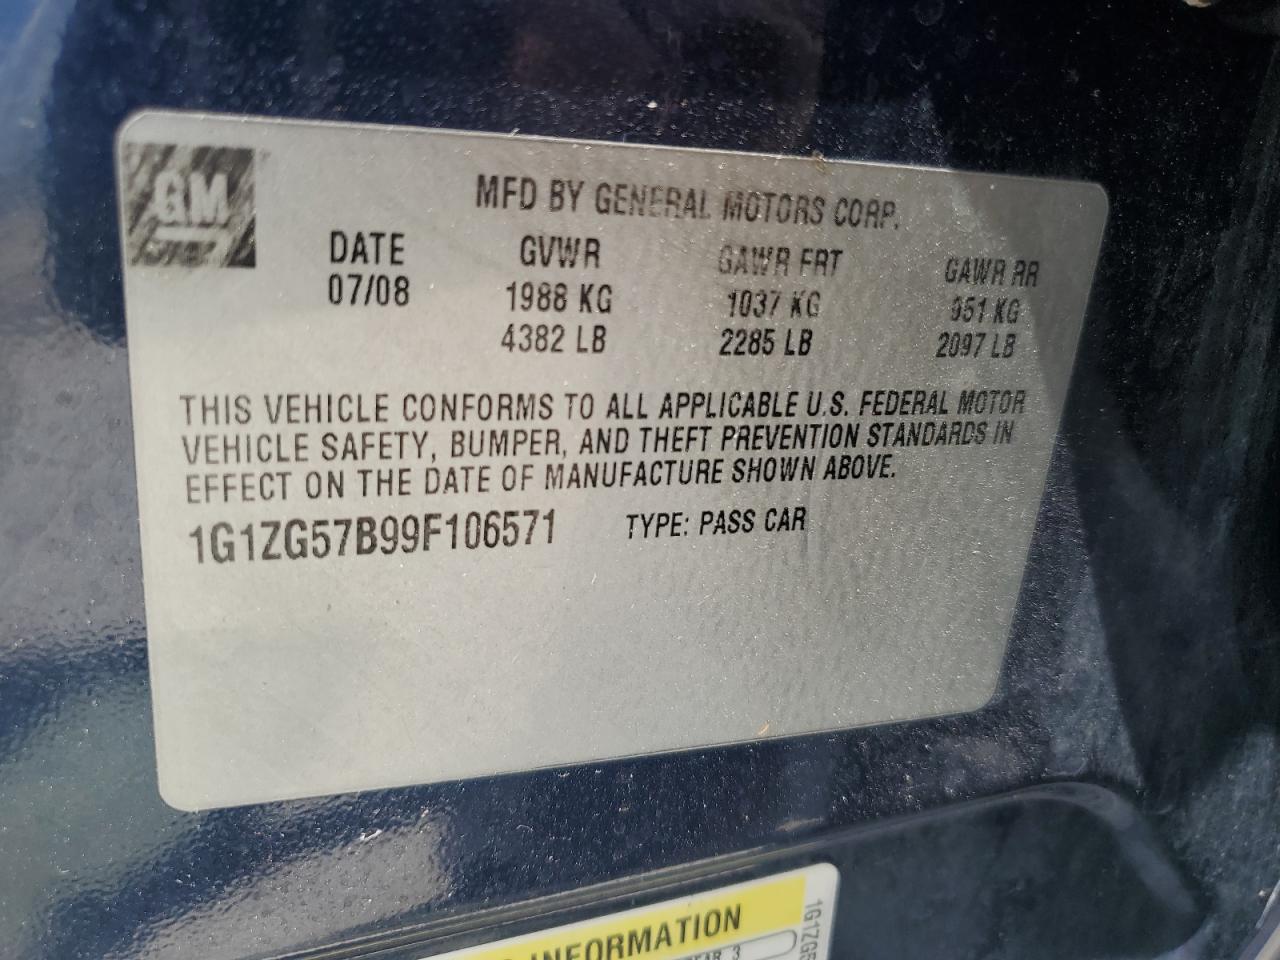 GM
MFD BY GENERAL MOTORS CORP.
DATE GVWR GAWR FRT GAWR RR
07/08 1988 KG 1037 KG 951 KG
4382 LB 2285 LB 2097 LB
THIS VEHICLE CONFORMS TO ALL APPLICABLE U.S. FEDERAL MOTOR
VEHICLE SAFETY, BUMPER, AND THEFT PREVENTION STANDARDS IN
EFFECT ON THE DATE OF MANUFACTURE SHOWN ABOVE.
1G1ZG57B99F106571 TYPE: PASS CAR
INFORMATION
3
1G1ZG5